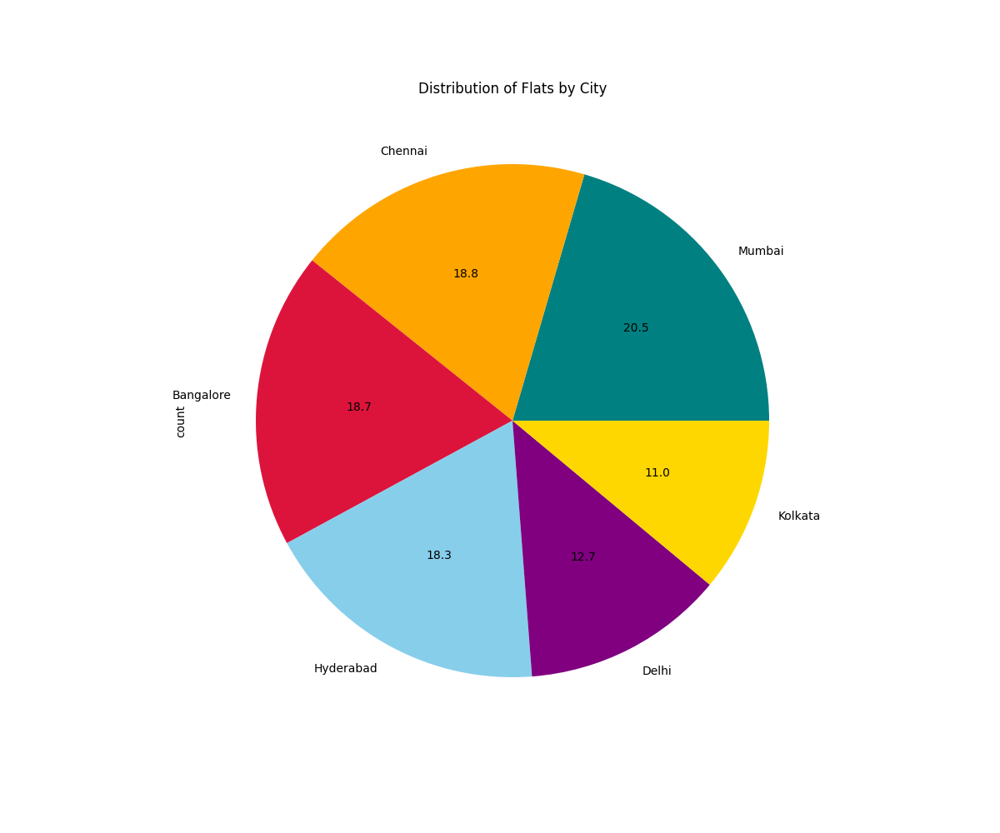 Distribution of Flats by City
Chennai
Mumbai
18.8
20.5
Bangalore
18.7
count
11.0
Kolkata
18.3
12.7
Hyderabad
Delhi